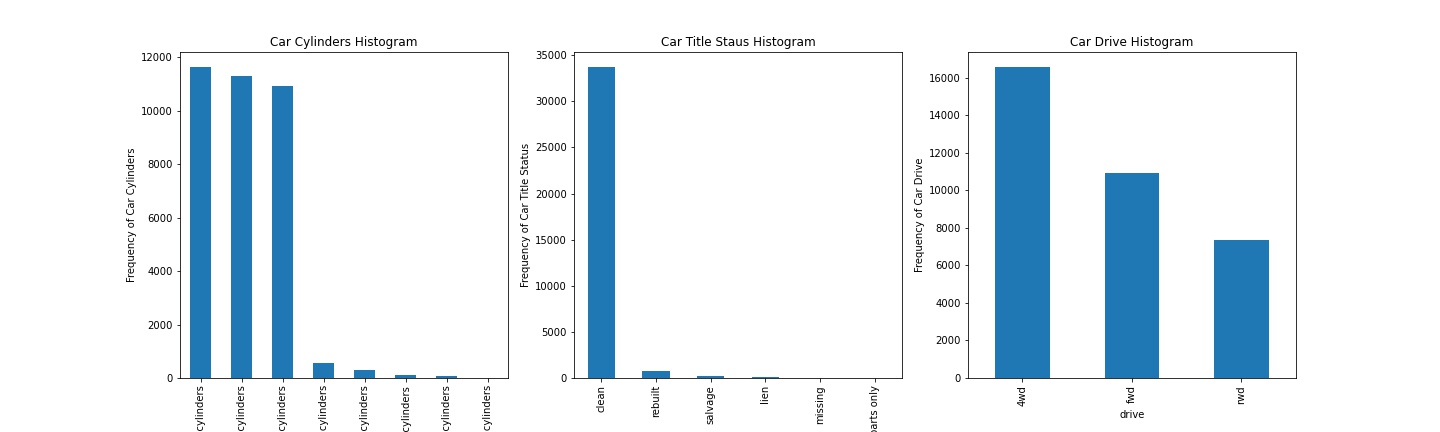 Car Cylinders Histogram
Frequency of Car Cylinders
12000
10000
8000
6000
4000
2000
0
cylinders
cylinders
cylinders
cylinders
cylinders
cylinders
cylinders
cylinders
Car Title Staus Histogram
Frequency of Car Title Status
35000
30000
25000
20000
15000
10000
5000
0
clean
rebuilt
salvage
lien
missing
parts only
Car Drive Histogram
Frequency of Car Drive
16000
14000
12000
10000
8000
6000
4000
2000
0
4wd
fwd
rwd
drive